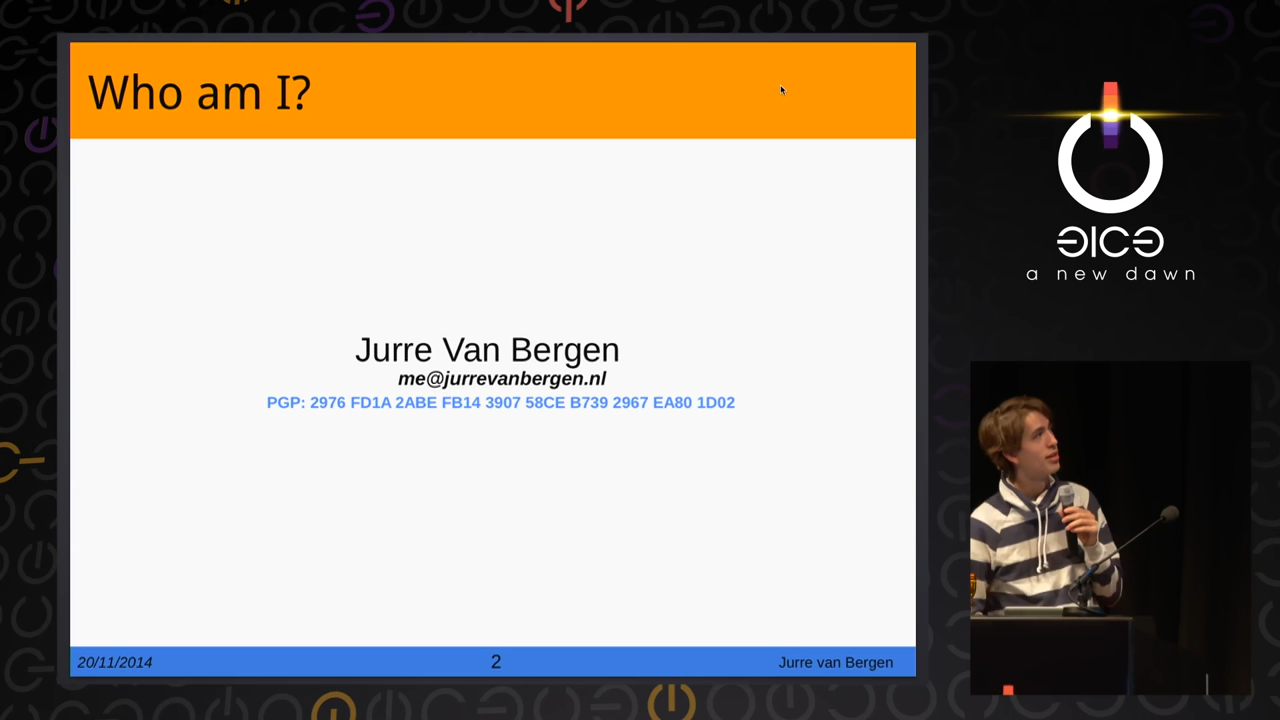 Who am I?
Jurre Van Bergen
me@jurrevanbergen.nl
PGP: 2976 FD1A 2ABE FB14 3907 58CE B739 2967 EA80 1D02
20/11/2014
2
Jurre van Bergen
a new dawn